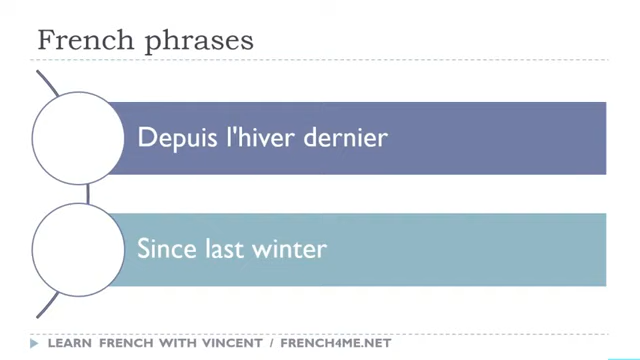 French phrases
Depuis l'hiver dernier
Since last winter
LEARN FRENCH WITH VINCENT / FRENCH4ME.NET